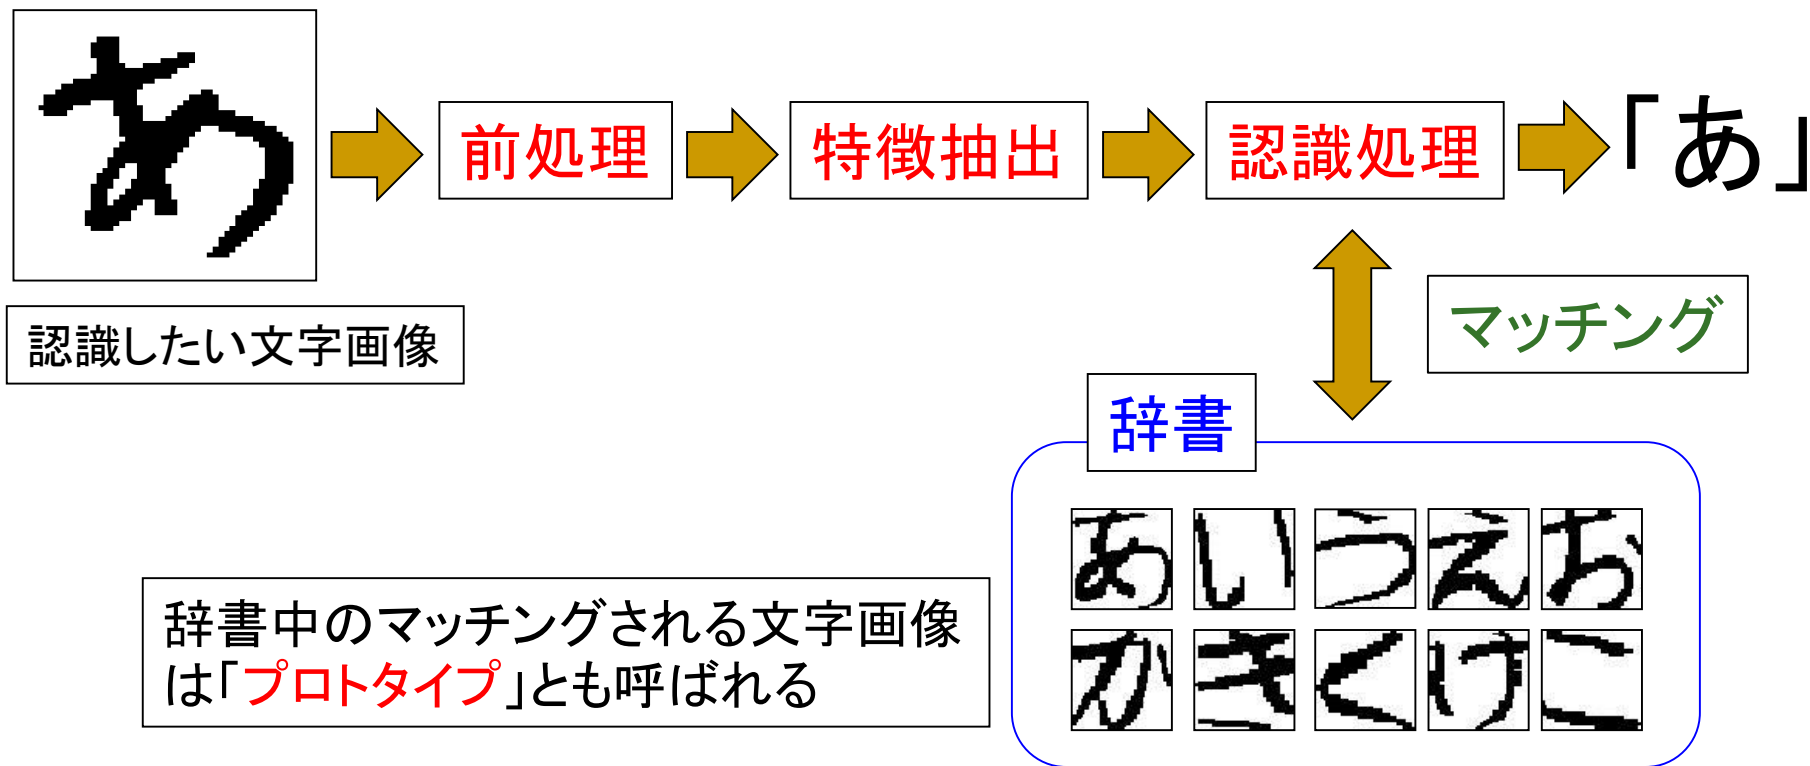 あ
前処理
特徴抽出
認識処理
「あ」
認識したい文字画像
マッチング
辞書
あ い う え お
か き く け こ
辞書中のマッチングされる文字画像
は「プロトタイプ」とも呼ばれる